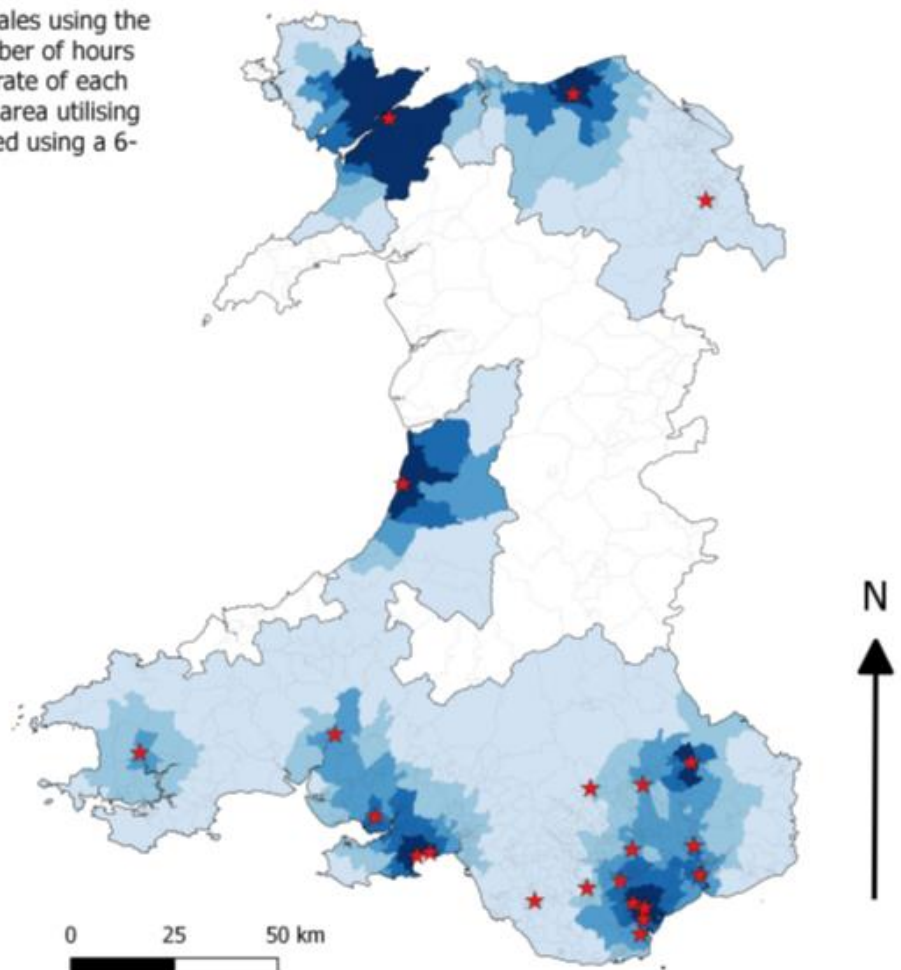 ales using the
ber of hours
rate of each
area utilising
ed using a 6-
N
0 25 50 km